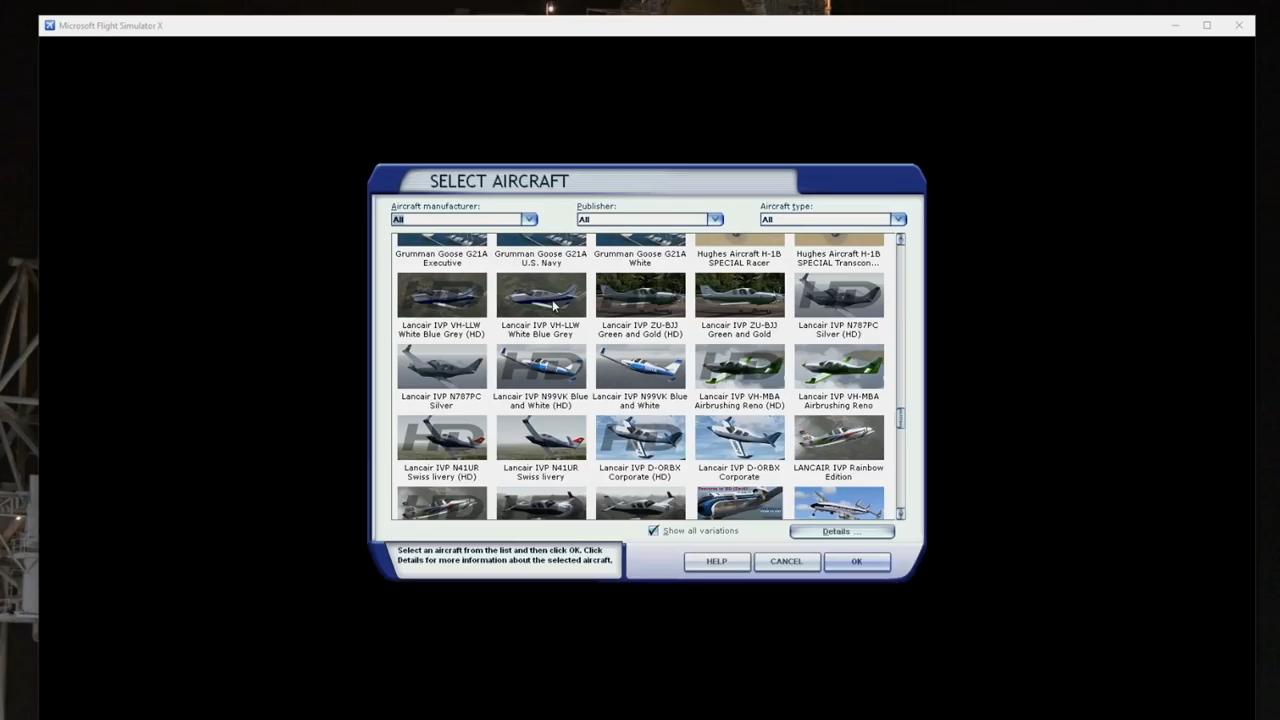 Microsoft Flight Simulator X
SELECT AIRCRAFT
Aircraft manufacturer:
Publisher:
Aircraft type:
All
All
All
Grumman Goose G21A
Executive
Grumman Goose G21A
U.S. Navy
Grumman Goose G21A
White
Hughes Aircraft H-1B
SPECIAL Racer
Hughes Aircraft H-1B
SPECIAL Transcon...
HD
HD
HD
Lancair IVP VH-LLW
White Blue Grey (HD)
Lancair IVP VH-LLW
White Blue Grey
Lancair IVP ZU-BJJ
Green and Gold (HD)
Lancair IVP ZU-BJJ
Green and Gold
Lancair IVP N787PC
Silver (HD)
HD
HD
Lancair IVP N787PC
Silver
Lancair IVP N99VK Blue
and White (HD)
Lancair IVP N99VK Blue
and White
Lancair IVP VH-MBA
Airbrushing Reno (HD)
Lancair IVP VH-MBA
Airbrushing Reno
HD
HD
Lancair IVP N41UR
Swiss livery (HD)
Lancair IVP N41UR
Swiss livery
Lancair IVP D-ORBX
Corporate (HD)
Lancair IVP D-ORBX
Corporate
LANCAIR IVP Rainbow
Edition
Show all variations
Details ...
Select an aircraft from the list and then click OK. Click
Details for more information about the selected aircraft.
HELP
CANCEL
OK